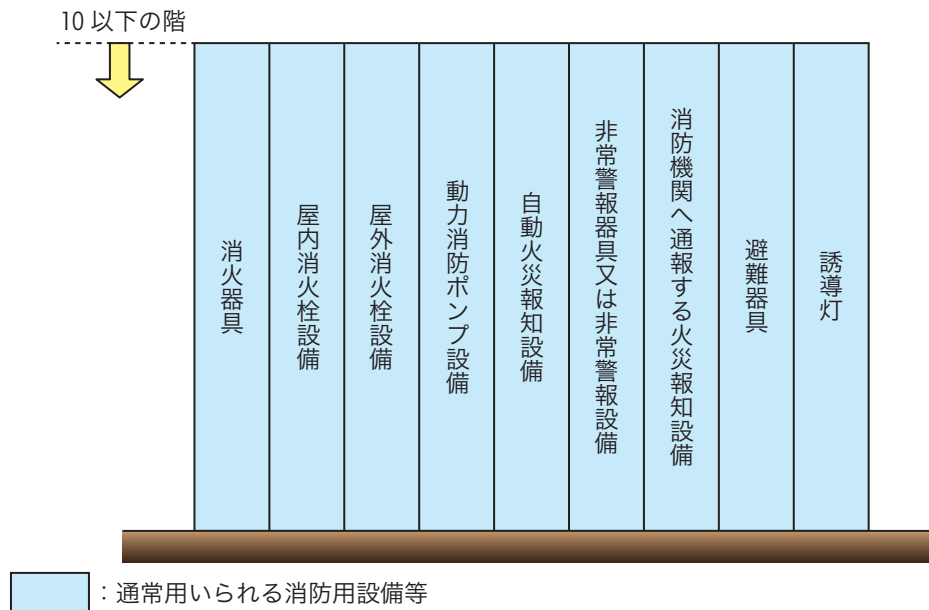 10 以下の階
消火器具
屋内消火栓設備
屋外消火栓設備
動力消防ポンプ設備
自動火災報知設備
非常警報器具又は非常警報設備
消防機関へ通報する火災報知設備
避難器具
誘導灯
：通常用いられる消防用設備等